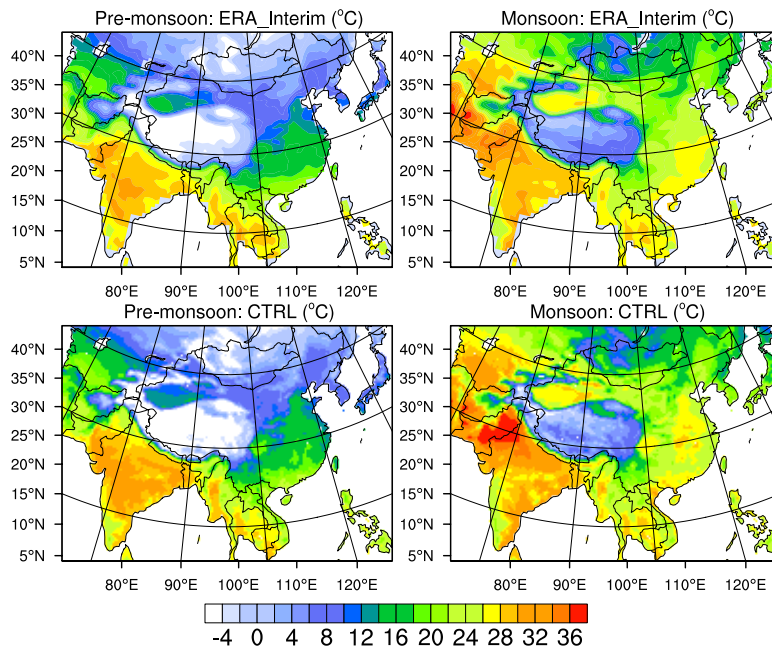 Pre-monsoon: ERA_Interim (°C)
Monsoon: ERA_Interim (°C)
40°N
35°N
30°N
25°N
20°N
15°N
10°N
5°N
80°E 90°E 100°E 110°E 120°E
40°N
35°N
30°N
25°N
20°N
15°N
10°N
5°N
80°E 90°E 100°E 110°E 120°E
Pre-monsoon: CTRL (°C)
Monsoon: CTRL (°C)
40°N
35°N
30°N
25°N
20°N
15°N
10°N
5°N
80°E 90°E 100°E 110°E 120°E
40°N
35°N
30°N
25°N
20°N
15°N
10°N
5°N
80°E 90°E 100°E 110°E 120°E
-4 0 4 8 12 16 20 24 28 32 36